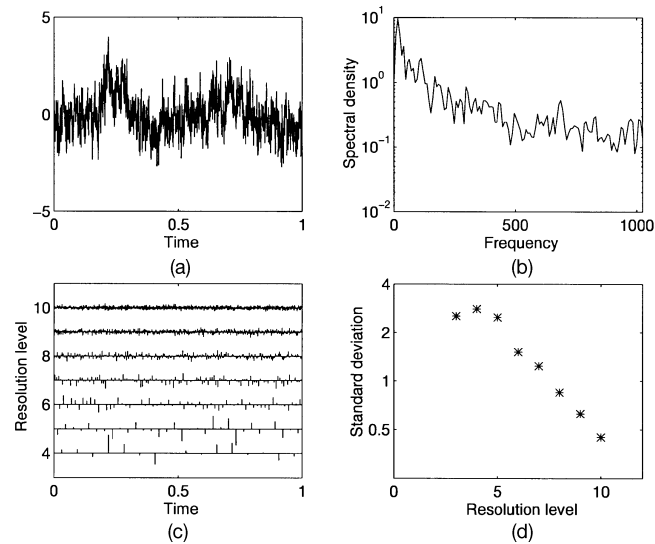 5
0
−5
0
0.5
1
Time
(a)
10^1
10^0
10^-1
10^-2
Spectral density
0
500
1000
Frequency
(b)
10
8
6
4
Resolution level
0
0.5
1
Time
(c)
4
2
1
0.5
Standard deviation
0
5
10
Resolution level
(d)